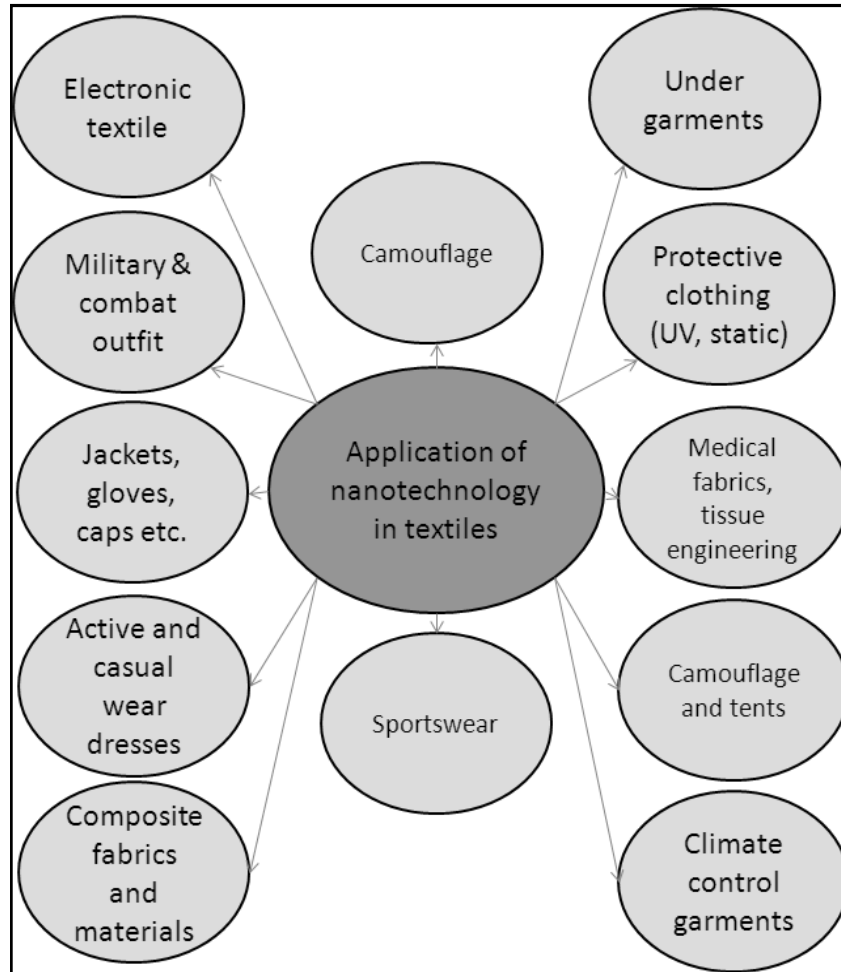 Electronic
textile
Under
garments
Camouflage
Military &
combat
outfit
Protective
clothing
(UV, static)
Jackets,
gloves,
caps etc.
Application of
nanotechnology
in textiles
Medical
fabrics,
tissue
engineering
Active and
casual
wear
dresses
Sportswear
Camouflage
and tents
Composite
fabrics
and
materials
Climate
control
garments